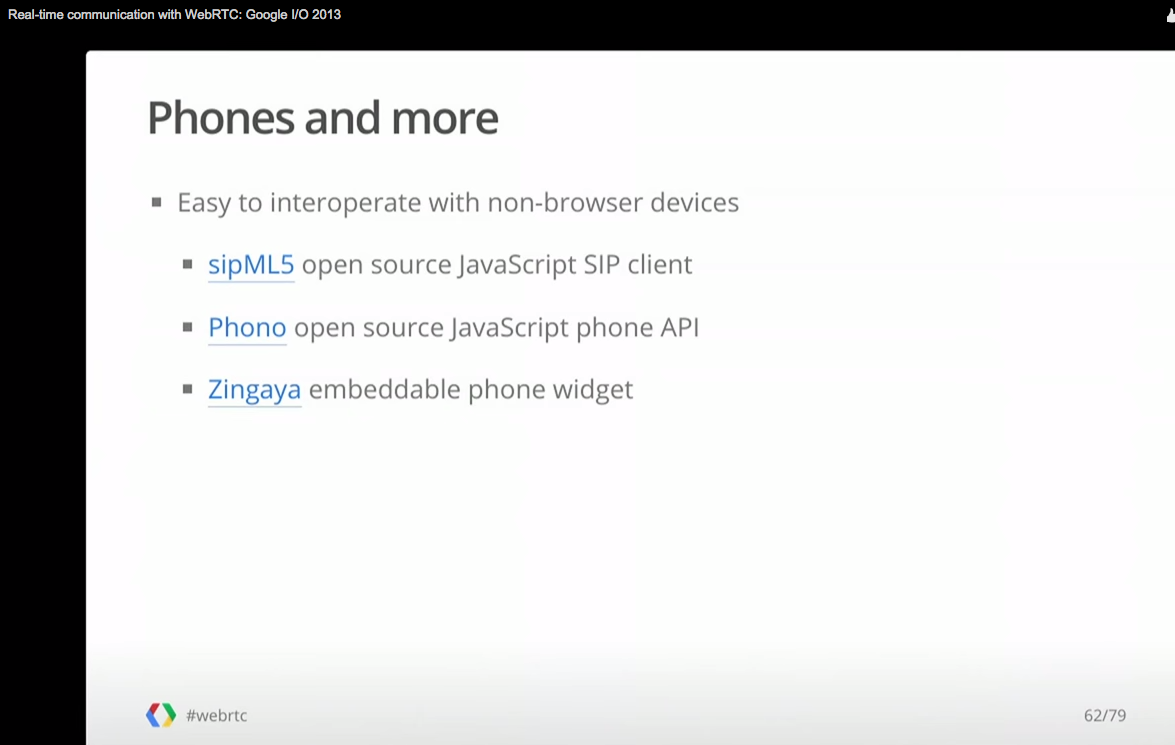 Real-time communication with WebRTC: Google I/O 2013
Phones and more
Easy to interoperate with non-browser devices
sipML5 open source JavaScript SIP client
Phono open source JavaScript phone API
Zingaya embeddable phone widget
#webrtc
62/79